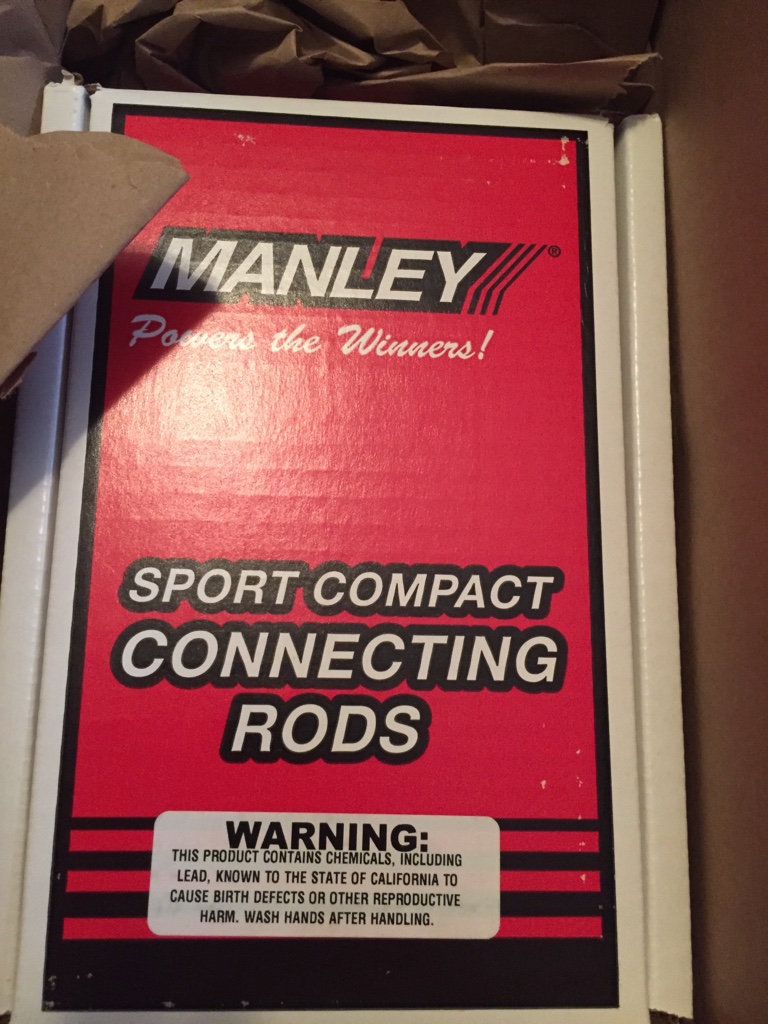 MANLEY®
Powers the Winners!
SPORT COMPACT
CONNECTING
RODS
WARNING:
THIS PRODUCT CONTAINS CHEMICALS, INCLUDING
LEAD, KNOWN TO THE STATE OF CALIFORNIA TO
CAUSE BIRTH DEFECTS OR OTHER REPRODUCTIVE
HARM. WASH HANDS AFTER HANDLING.